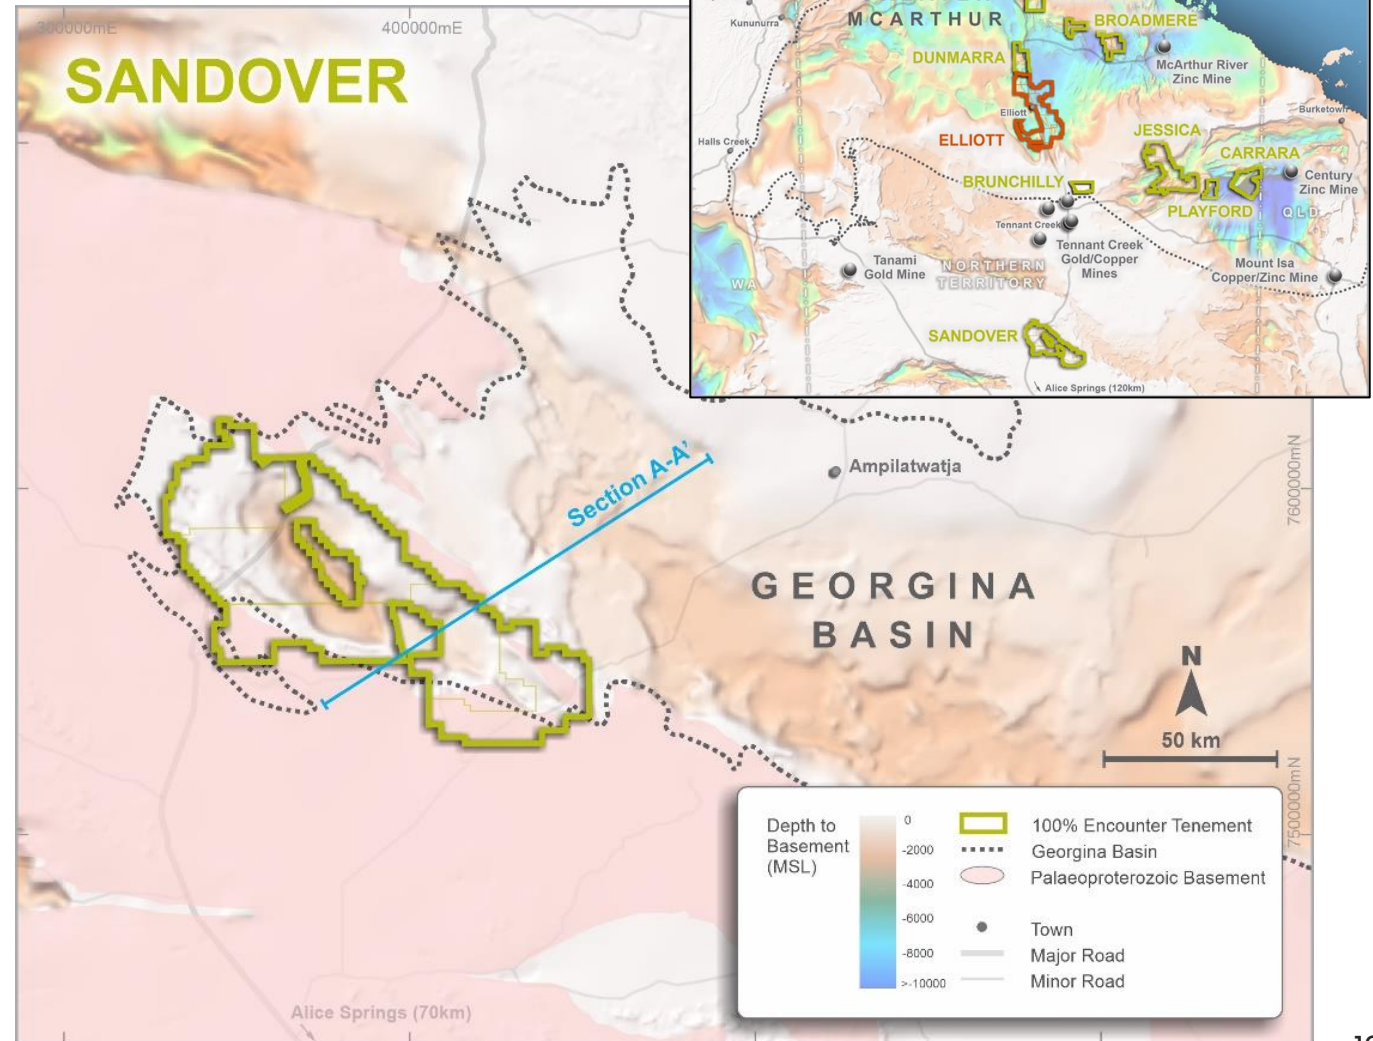 300000mE
400000mE
SANDOVER
Section A-A'
Ampilatwatja
GEORGINA
BASIN
7600000mN
7500000mN
N
50 km
Alice Springs (70km)
Kununurra
MCARTHUR
BROADMERE
DUNMARRA
McArthur River
Zinc Mine
Elliott
ELLIOTT
Burketown
Halls Creek
JESSICA
CARRARA
BRUNCHILLY
Century
Zinc Mine
PLAYFORD
QLD
Tennant Creek
Tennant Creek
Gold/Copper
Mines
Tanami
Gold Mine
NORTHERN
TERRITORY
Mount Isa
Copper/Zinc Mine
WA
SANDOVER
Alice Springs (120km)
Depth to
Basement
(MSL)
0
-2000
-4000
-6000
-8000
>-10000
100% Encounter Tenement
Georgina Basin
Palaeoproterozoic Basement
Town
Major Road
Minor Road